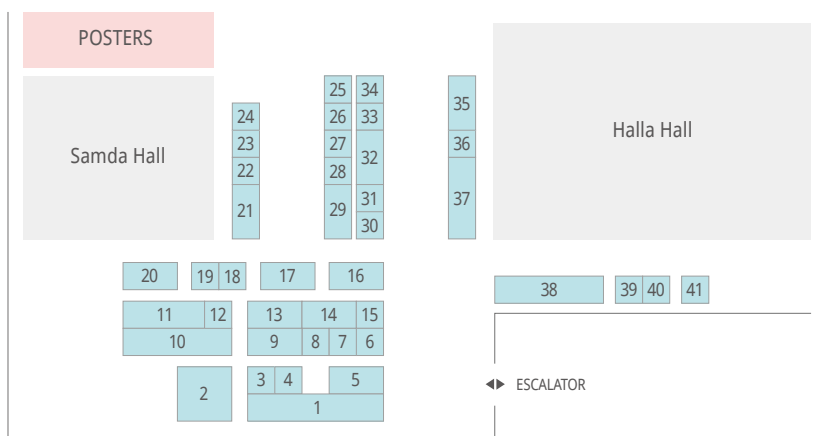 POSTERS
Samda Hall
Halla Hall
25 34
24 26 33 35
23 27 32 36
22 28
21 29 31 37
30
20 19 18 17 16
38 39 40 41
11 12 13 14 15
10 9 8 7 6
2 3 4 5
1
ESCALATOR